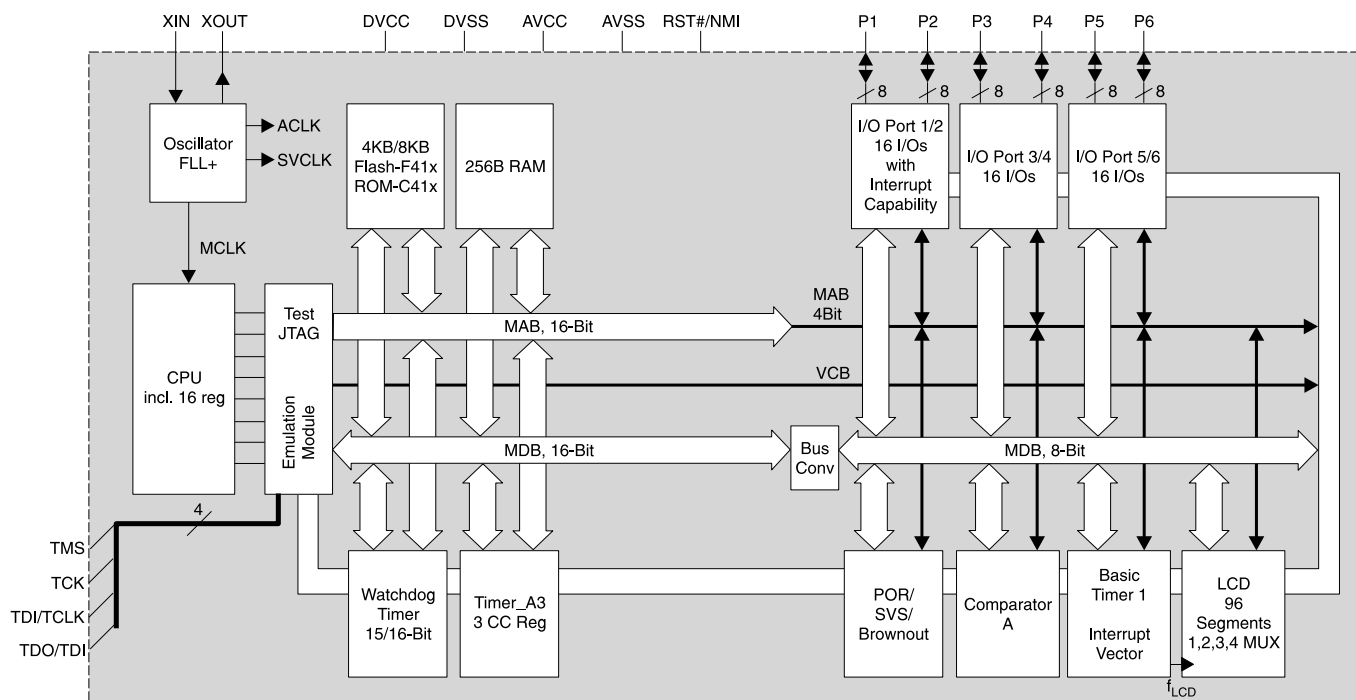 XIN XOUT DVCC DVSS AVCC AVSS RST#/NMI P1 P2 P3 P4 P5 P6
8 8 8 8 8 8
Oscillator
FLL+
ACLK
SVCLK
MCLK
4KB/8KB
Flash-F41x
ROM-C41x
256B RAM
I/O Port 1/2
16 I/Os
with
Interrupt
Capability
I/O Port 3/4
16 I/Os
I/O Port 5/6
16 I/Os
CPU
incl. 16 reg
Test
JTAG
Emulation
Module
MAB, 16-Bit
MAB
4Bit
VCB
MDB, 16-Bit
Bus
Conv
MDB, 8-Bit
4
TMS
TCK
TDI/TCLK
TDO/TDI
Watchdog
Timer
15/16-Bit
Timer_A3
3 CC Reg
POR/
SVS/
Brownout
Comparator
A
Basic
Timer 1
Interrupt
Vector
fLCD
LCD
96
Segments
1,2,3,4 MUX